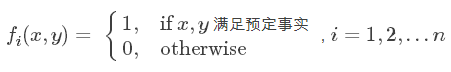 f_i(x,y) = { 1, if x,y 满足预定事实
0, otherwise , i = 1,2,…n